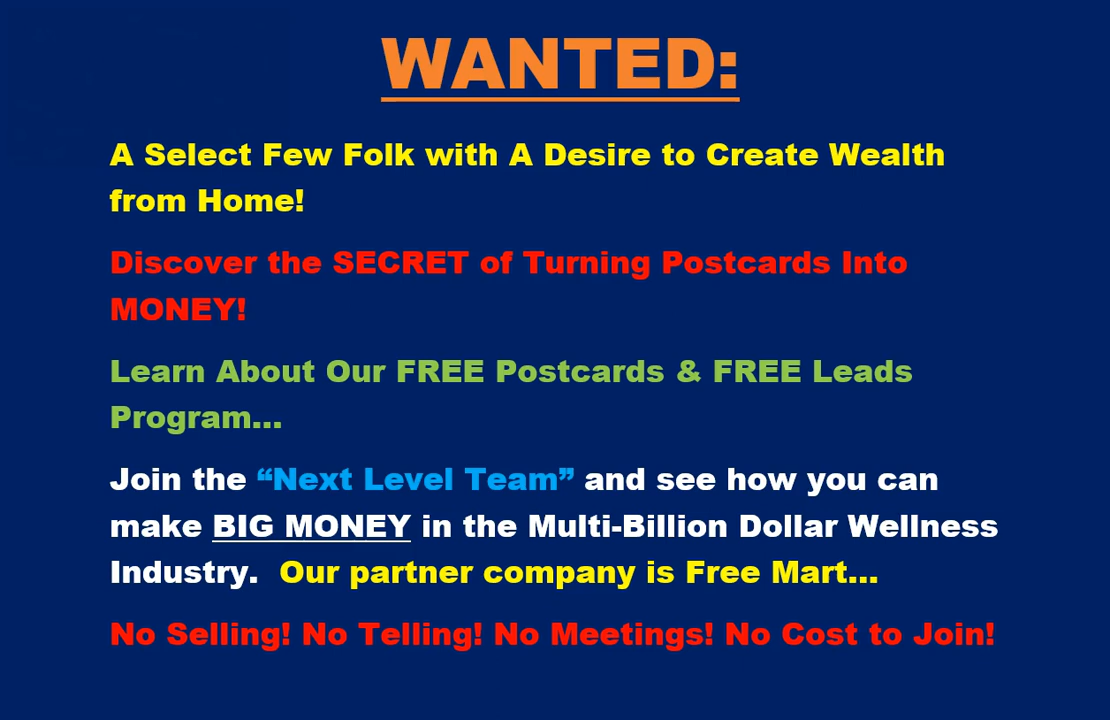 WANTED:
A Select Few Folk with A Desire to Create Wealth
from Home!
Discover the SECRET of Turning Postcards Into
MONEY!
Learn About Our FREE Postcards & FREE Leads
Program...
Join the “Next Level Team” and see how you can
make BIG MONEY in the Multi-Billion Dollar Wellness
Industry.  Our partner company is Free Mart...
No Selling! No Telling! No Meetings! No Cost to Join!